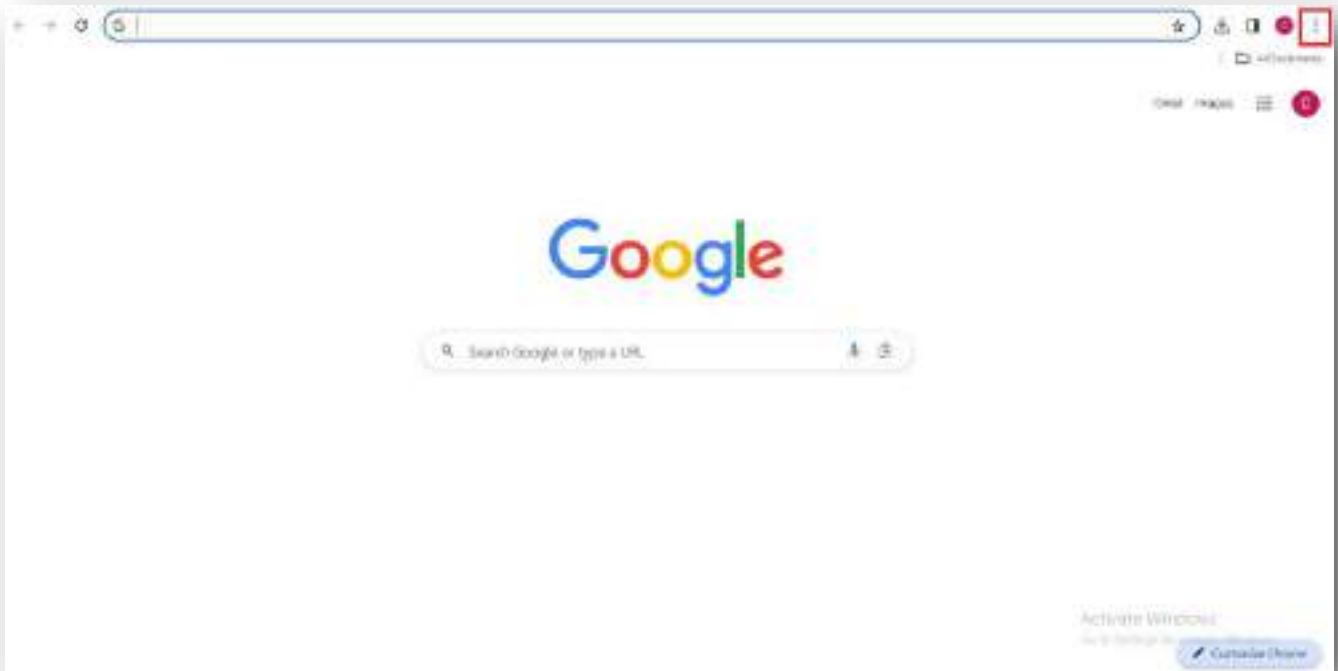 All Bookmarks
Gmail Images
G
Google
Search Google or type a URL
Activate Windows
Customize Chrome